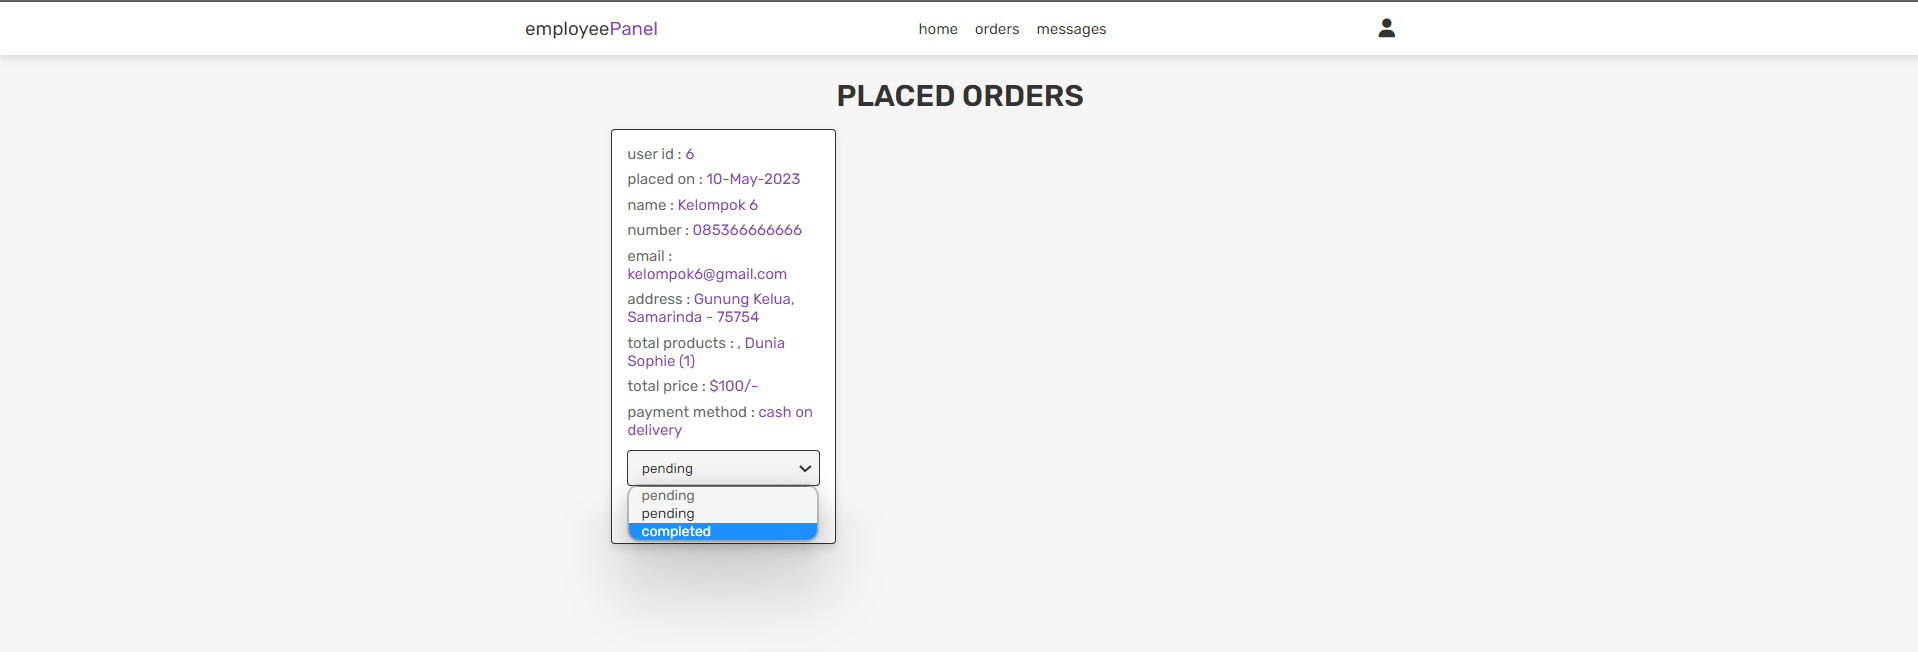 employeePanel
home orders messages
PLACED ORDERS
user id : 6
placed on : 10-May-2023
name : Kelompok 6
number : 085366666666
email :
kelompok6@gmail.com
address : Gunung Kelua,
Samarinda - 75754
total products : , Dunia
Sophie (1)
total price : $100/-
payment method : cash on
delivery
pending
pending
pending
completed